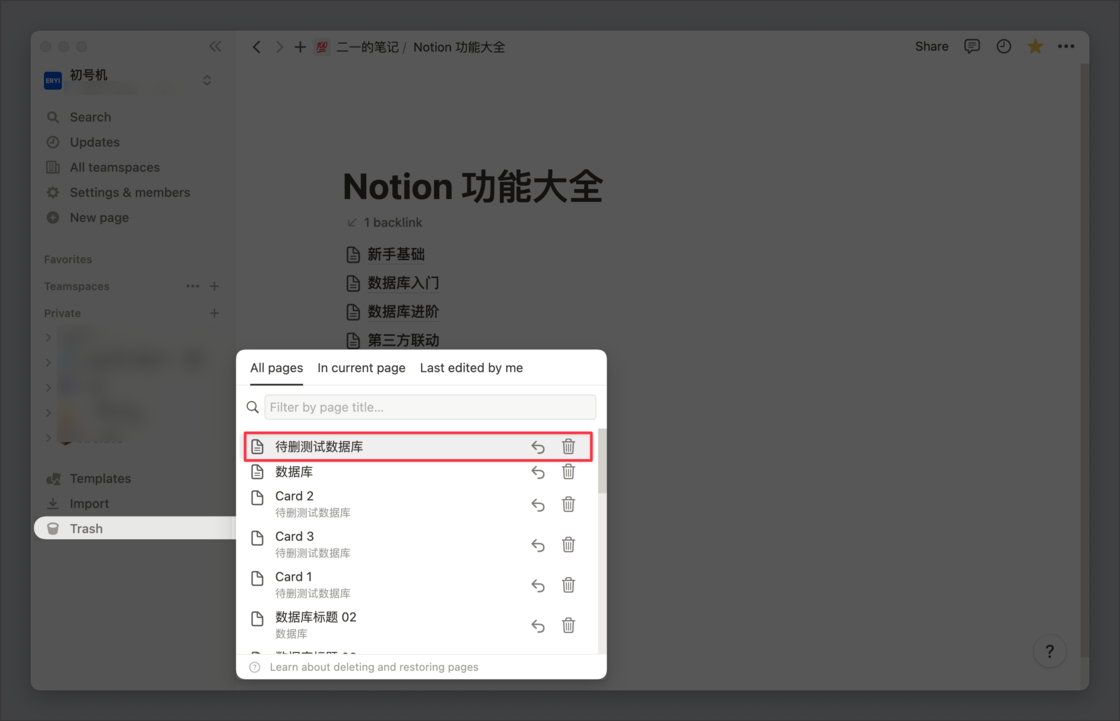 二一的笔记 / Notion 功能大全
Share
ERYI
初号机
Search
Updates
All teamspaces
Settings & members
New page
Favorites
Teamspaces
Private
Templates
Import
Trash
Notion 功能大全
1 backlink
新手基础
数据库入门
数据库进阶
第三方联动
All pages
In current page
Last edited by me
Filter by page title...
待删测试数据库
数据库
Card 2
待删测试数据库
Card 3
待删测试数据库
Card 1
待删测试数据库
数据库标题 02
数据库
Learn about deleting and restoring pages
?